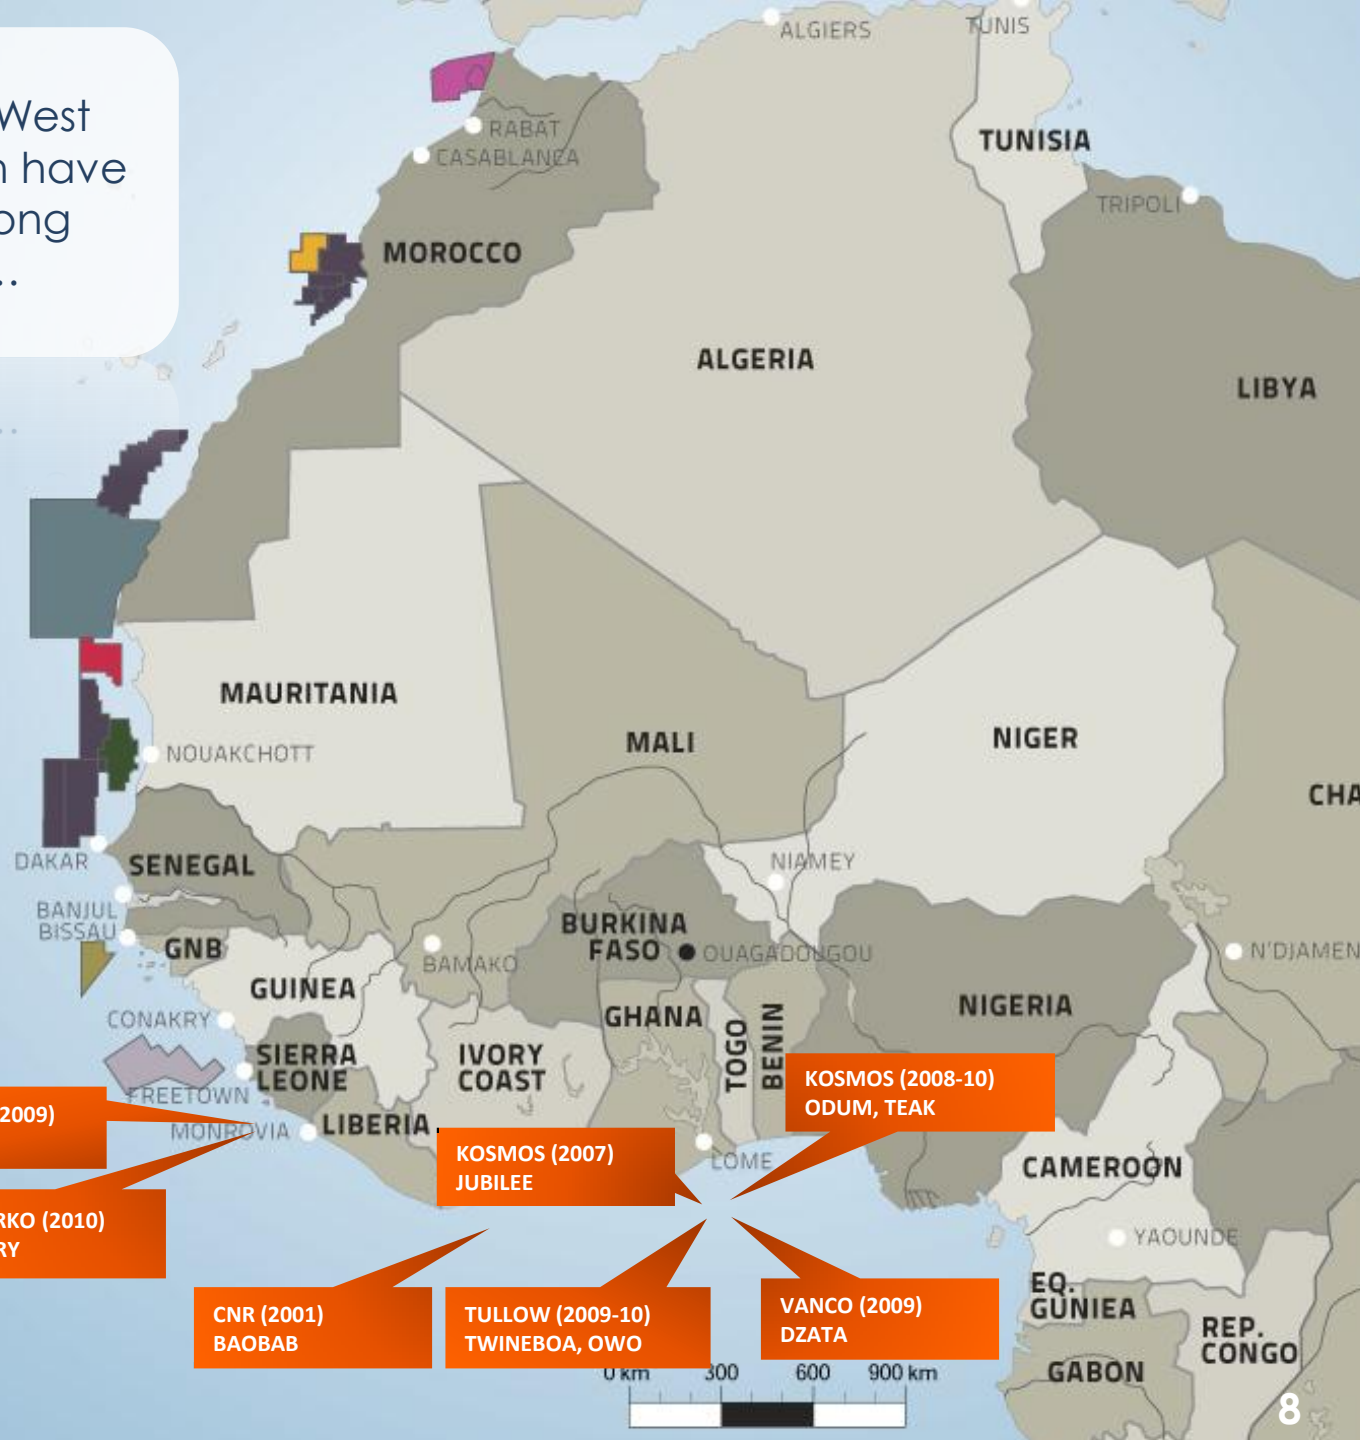 West
have
...
ALGIERS
TUNIS
RABAT
CASABLANCA
TUNISIA
TRIPOLI
MOROCCO
ALGERIA
LIBYA
MAURITANIA
MALI
NIGER
NOUAKCHOTT
DAKAR
SENEGAL
NIAMEY
BANJUL
BISSAU
GNB
BURKINA
FASO
OUAGADOUGOU
BAMAKO
N'DJAMEN
GUINEA
CONAKRY
GHANA
TOGO
BENIN
NIGERIA
SIERRA
LEONE
IVORY
COAST
FREETOWN
MONROVIA
LIBERIA
2009)
KOSMOS (2008-10)
ODUM, TEAK
KOSMOS (2007)
JUBILEE
LOME
CAMEROON
YAOUNDE
RKO (2010)
RY
CNR (2001)
BAOBAB
TULLOW (2009-10)
TWINEBOA, OWO
VANCO (2009)
DZATA
EQ.
GUNIEA
REP.
CONGO
GABON
0 km 300 600 900 km
8